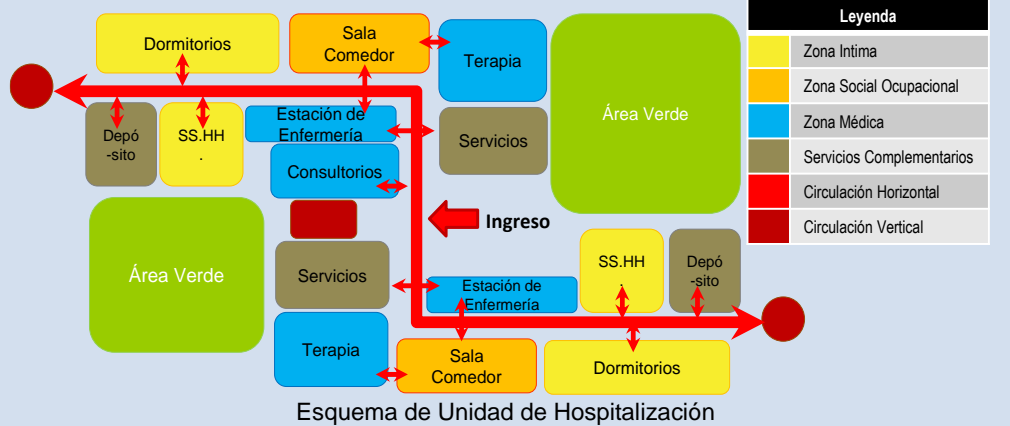 Dormitorios
Sala
Comedor
Terapia
Depó
-sito
SS.HH
.
Estación de
Enfermería
Servicios
Consultorios
Área Verde
Ingreso
Área Verde
Servicios
Estación de
Enfermería
SS.HH
.
Depó
-sito
Terapia
Sala
Comedor
Dormitorios
Esquema de Unidad de Hospitalización
Leyenda
Zona Intima
Zona Social Ocupacional
Zona Médica
Servicios Complementarios
Circulación Horizontal
Circulación Vertical